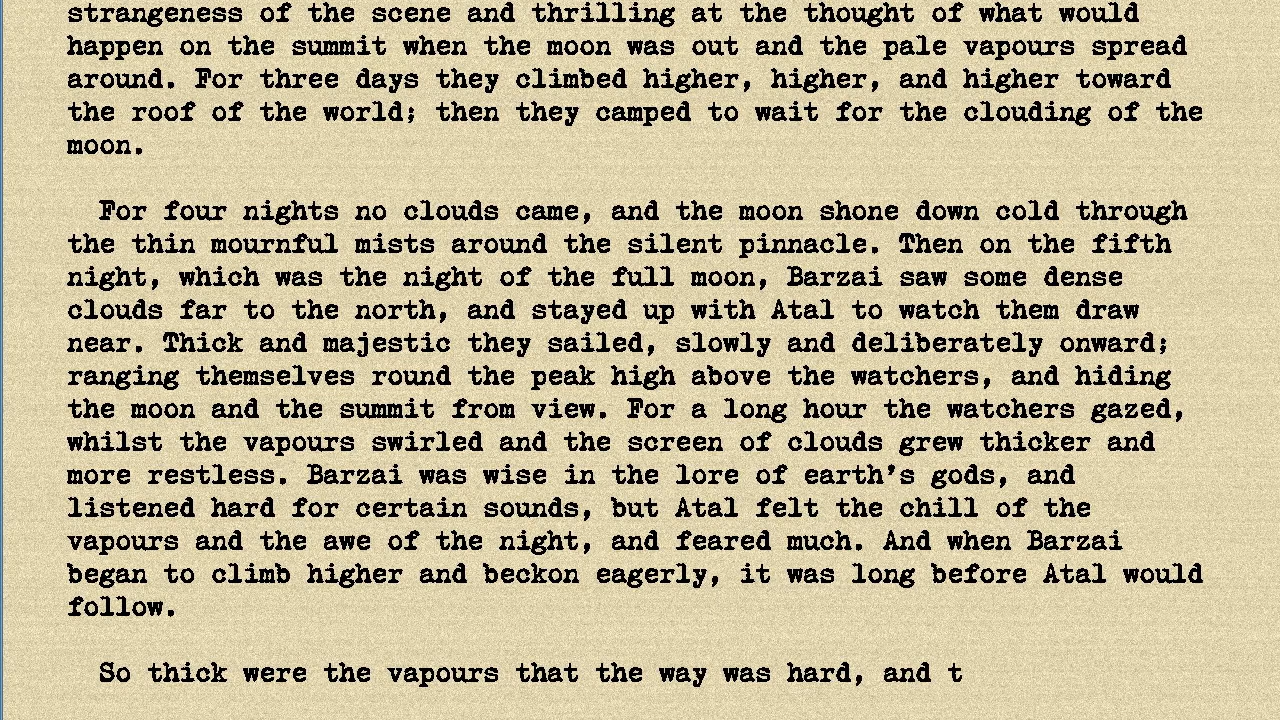 strangeness of the scene and thrilling at the thought of what would
happen on the summit when the moon was out and the pale vapours spread
around. For three days they climbed higher, higher, and higher toward
the roof of the world; then they camped to wait for the clouding of the
moon.
For four nights no clouds came, and the moon shone down cold through
the thin mournful mists around the silent pinnacle. Then on the fifth
night, which was the night of the full moon, Barzai saw some dense
clouds far to the north, and stayed up with Atal to watch them draw
near. Thick and majestic they sailed, slowly and deliberately onward;
ranging themselves round the peak high above the watchers, and hiding
the moon and the summit from view. For a long hour the watchers gazed,
whilst the vapours swirled and the screen of clouds grew thicker and
more restless. Barzai was wise in the lore of earth's gods, and
listened hard for certain sounds, but Atal felt the chill of the
vapours and the awe of the night, and feared much. And when Barzai
began to climb higher and beckon eagerly, it was long before Atal would
follow.
So thick were the vapours that the way was hard, and t